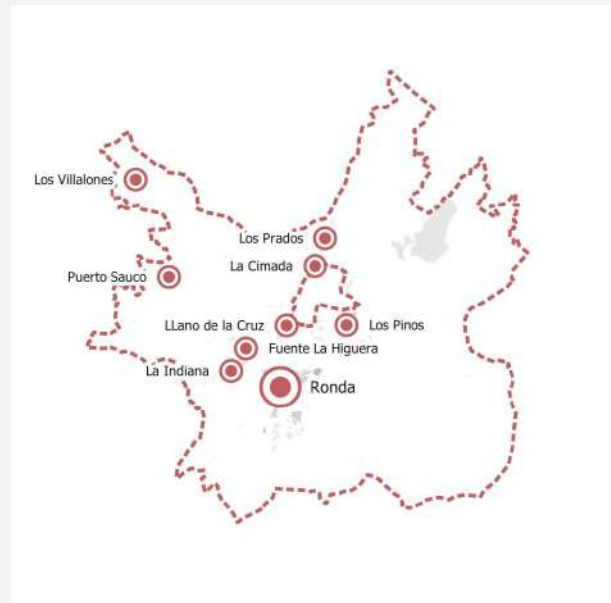 Los Villalones
Los Prados
La Cimada
Puerto Sauco
LLano de la Cruz
Los Pinos
Fuente La Higuera
La Indiana
Ronda